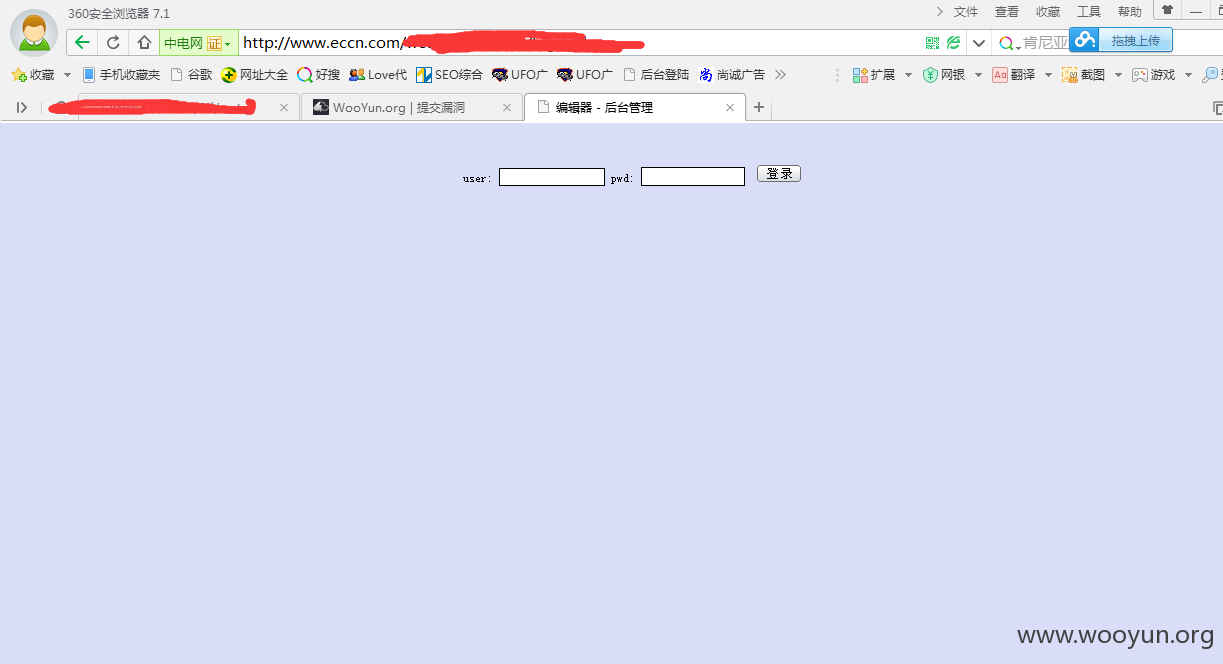 360安全浏览器 7.1
文件 查看 收藏 工具 帮助
中电网 证 http://www.eccn.com/ 肯尼亚 拖拽上传
收藏 手机收藏夹 谷歌 网址大全 好搜 Love代 SEO综合 UFO广 UFO广 后台登陆 尚 尚诚广告 扩展 网银 Aa 翻译 截图 游戏
WooYun.org | 提交漏洞 编辑器 - 后台管理
user: pwd: 登录
www.wooyun.org